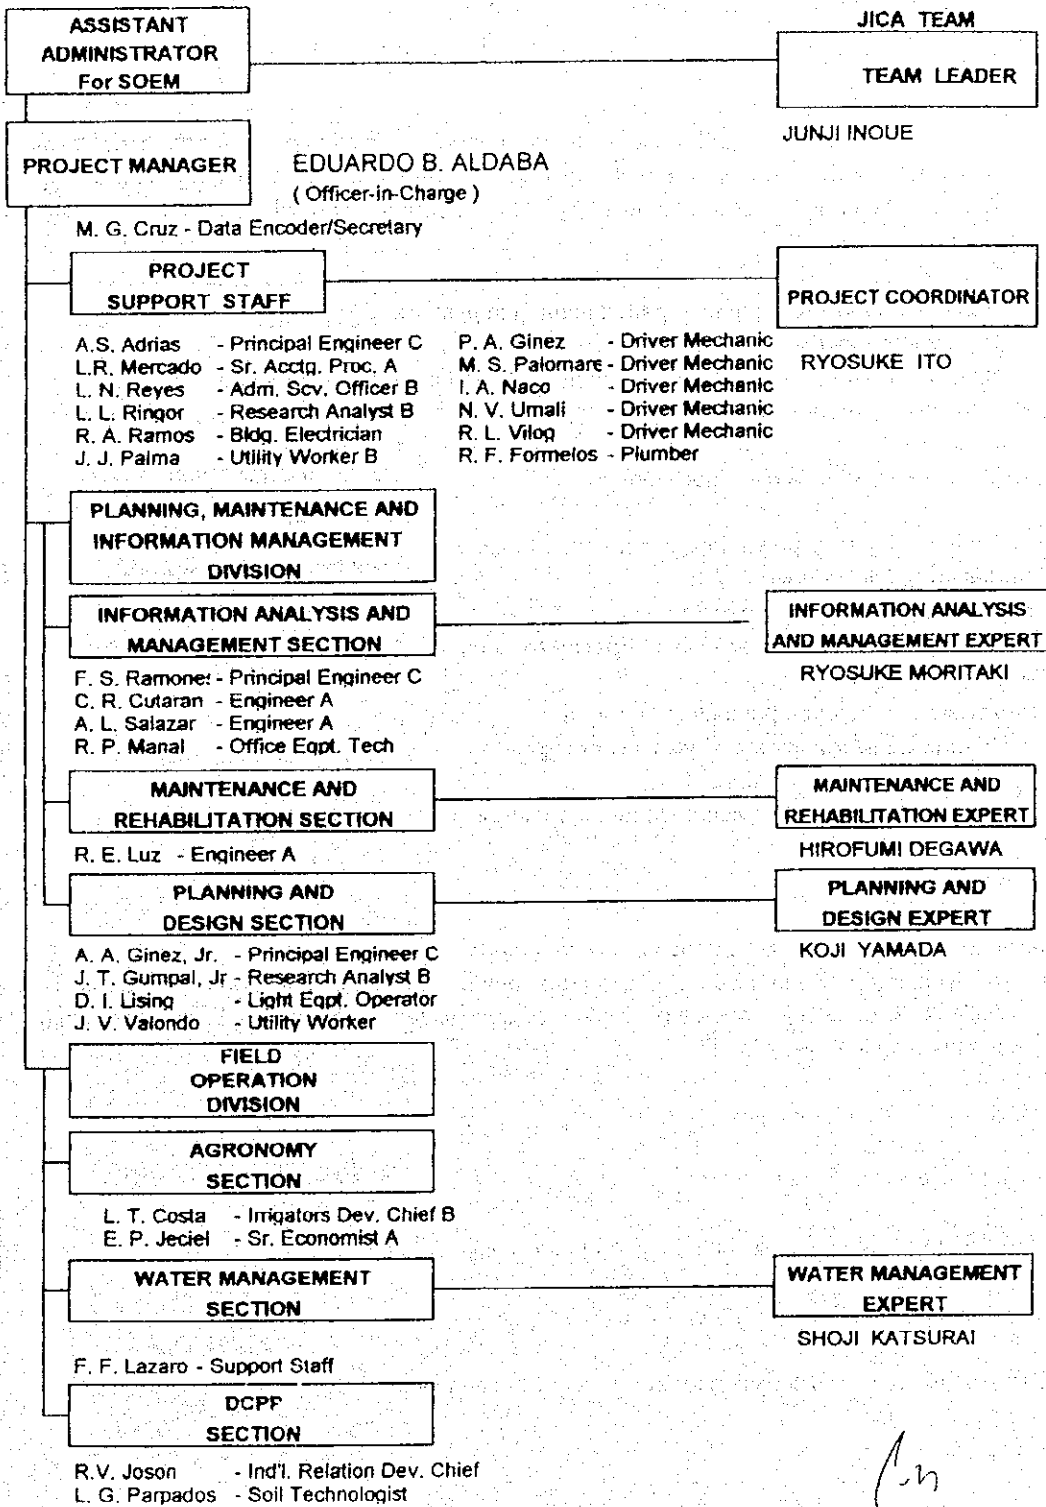 ASSISTANT
ADMINISTRATOR
For SOEM
JICA TEAM
TEAM LEADER
JUNJI INOUE
PROJECT MANAGER
EDUARDO B. ALDABA
( Officer-in-Charge )
M. G. Cruz - Data Encoder/Secretary
PROJECT
SUPPORT STAFF
PROJECT COORDINATOR
RYOSUKE ITO
A.S. Adrias - Principal Engineer C
L.R. Mercado - Sr. Acctg. Proc. A
L. N. Reyes - Adm. Scv. Officer B
L. L. Ringor - Research Analyst B
R. A. Ramos - Bldg. Electrician
J. J. Palma - Utility Worker B
P. A. Ginez - Driver Mechanic
M. S. Palomare - Driver Mechanic
I. A. Naco - Driver Mechanic
N. V. Umali - Driver Mechanic
R. L. Vilog - Driver Mechanic
R. F. Formelos - Plumber
PLANNING, MAINTENANCE AND
INFORMATION MANAGEMENT
DIVISION
INFORMATION ANALYSIS AND
MANAGEMENT SECTION
INFORMATION ANALYSIS
AND MANAGEMENT EXPERT
RYOSUKE MORITAKI
F. S. Ramones - Principal Engineer C
C. R. Cutaran - Engineer A
A. L. Salazar - Engineer A
R. P. Manal - Office Eqpt. Tech
MAINTENANCE AND
REHABILITATION SECTION
MAINTENANCE AND
REHABILITATION EXPERT
HIROFUMI DEGAWA
R. E. Luz - Engineer A
PLANNING AND
DESIGN SECTION
PLANNING AND
DESIGN EXPERT
KOJI YAMADA
A. A. Ginez, Jr. - Principal Engineer C
J. T. Gumpal, Jr - Research Analyst B
D. I. Lising - Light Eqpt. Operator
J. V. Valondo - Utility Worker
FIELD
OPERATION
DIVISION
AGRONOMY
SECTION
L. T. Costa - Irrigators Dev. Chief B
E. P. Jeciel - Sr. Economist A
WATER MANAGEMENT
SECTION
WATER MANAGEMENT
EXPERT
SHOJI KATSURAI
F. F. Lazaro - Support Staff
DCPF
SECTION
R.V. Joson - Ind'l. Relation Dev. Chief
L. G. Parpados - Soil Technologist